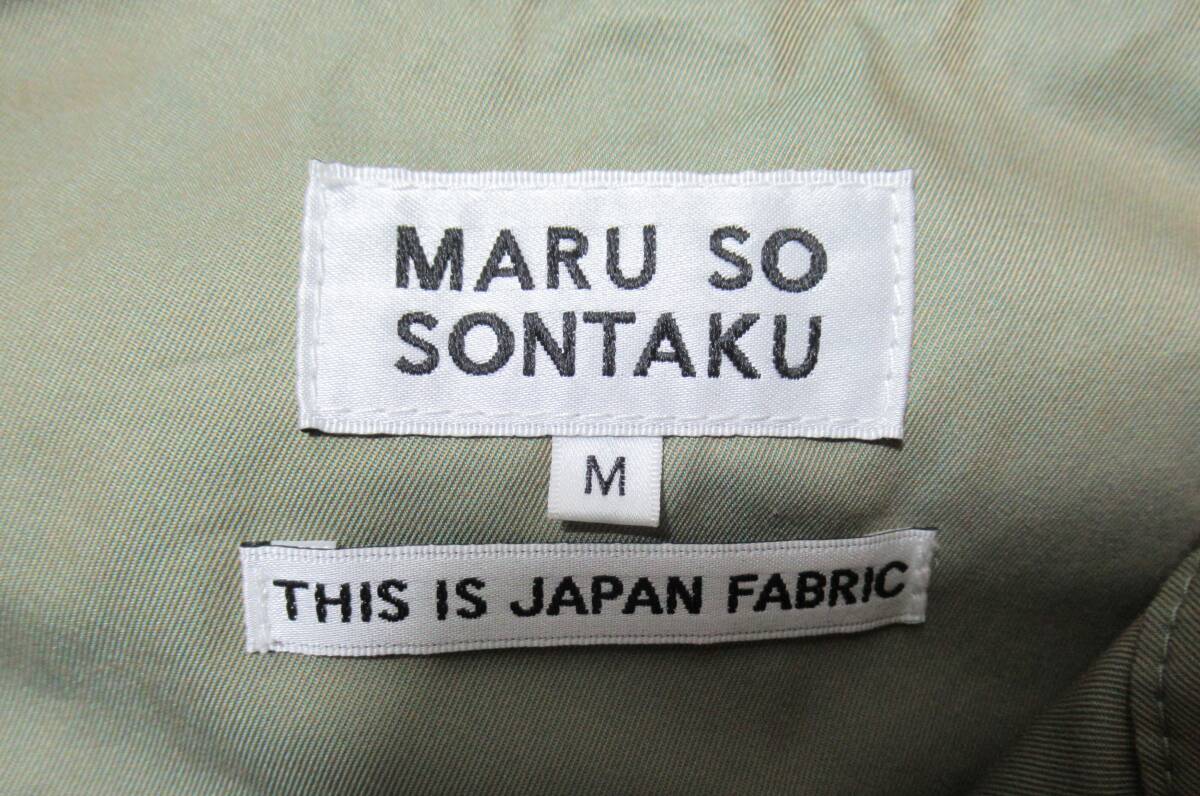 MARU SO
SONTAKU
M
THIS IS JAPAN FABRIC